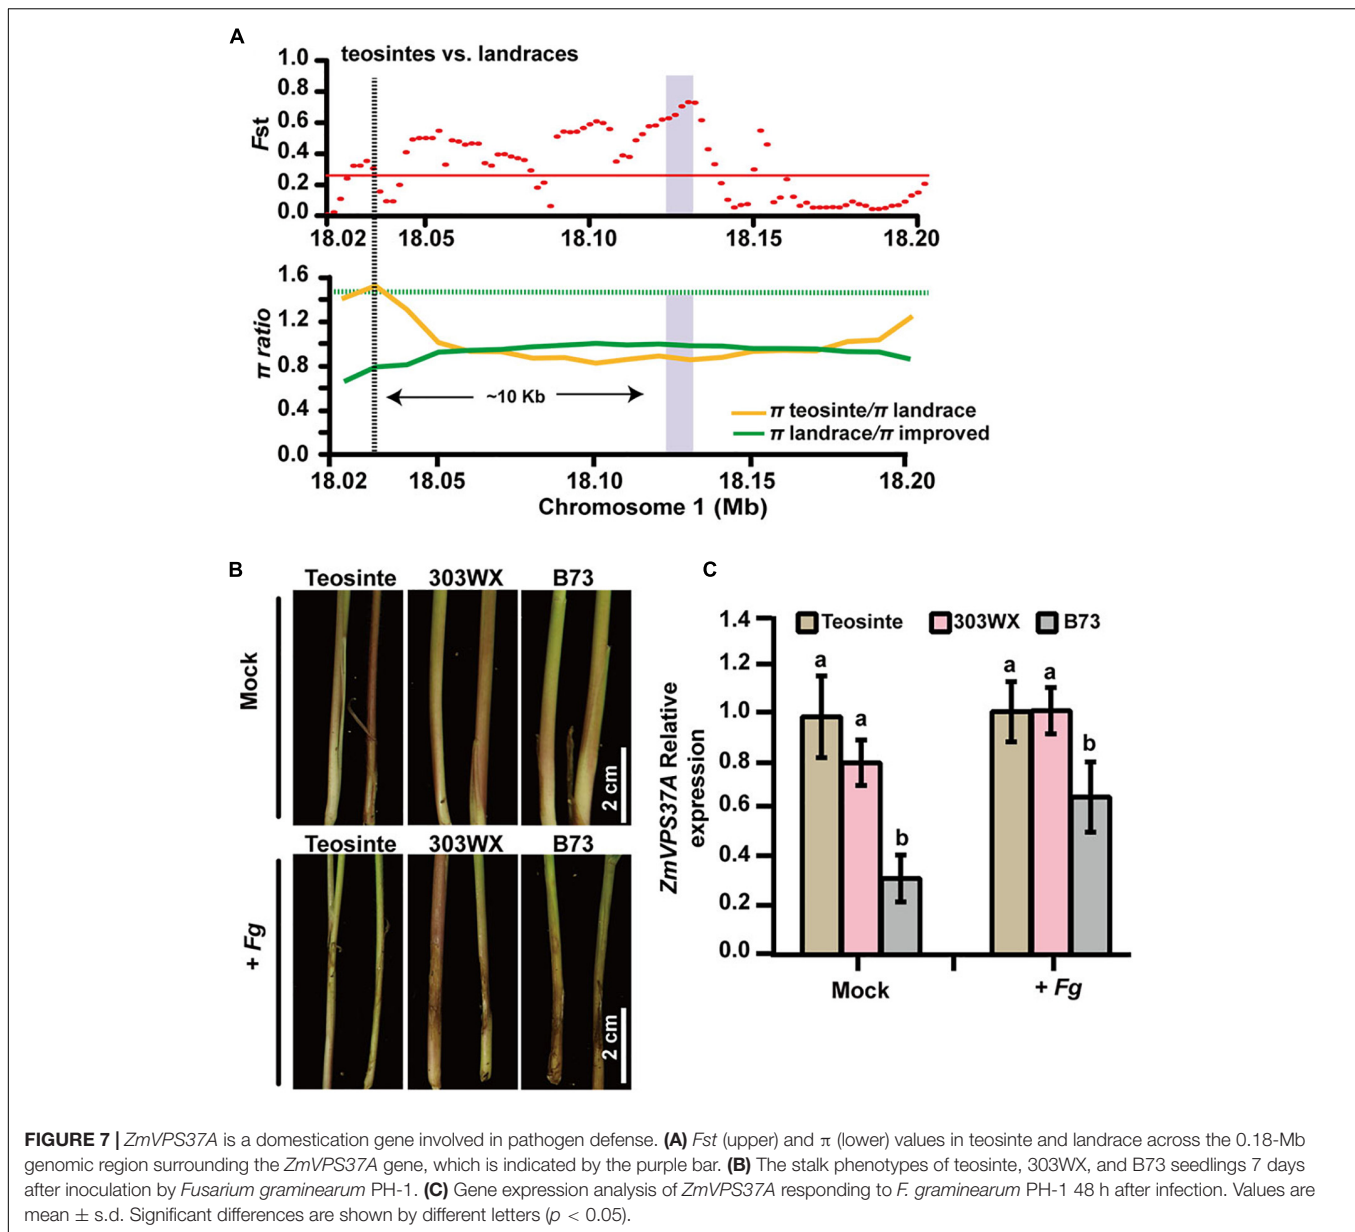 A
teosintes vs. landraces
Fst
1.0
0.8
0.6
0.4
0.2
0.0
18.02 18.05 18.10 18.15 18.20
π ratio
1.6
1.2
0.8
0.4
0.0
~10 Kb
π teosinte/π landrace
π landrace/π improved
18.02 18.05 18.10 18.15 18.20
Chromosome 1 (Mb)
B
Teosinte 303WX B73
Mock
2 cm
Teosinte 303WX B73
+ Fg
2 cm
C
Teosinte 303WX B73
ZmVPS37A Relative
expression
1.4
1.2
1.0
0.8
0.6
0.4
0.2
0.0
a a b a a b
Mock + Fg
FIGURE 7 | ZmVPS37A is a domestication gene involved in pathogen defense. (A) Fst (upper) and π (lower) values in teosinte and landrace across the 0.18-Mb
genomic region surrounding the ZmVPS37A gene, which is indicated by the purple bar. (B) The stalk phenotypes of teosinte, 303WX, and B73 seedlings 7 days
after inoculation by Fusarium graminearum PH-1. (C) Gene expression analysis of ZmVPS37A responding to F. graminearum PH-1 48 h after infection. Values are
mean ± s.d. Significant differences are shown by different letters (p < 0.05).